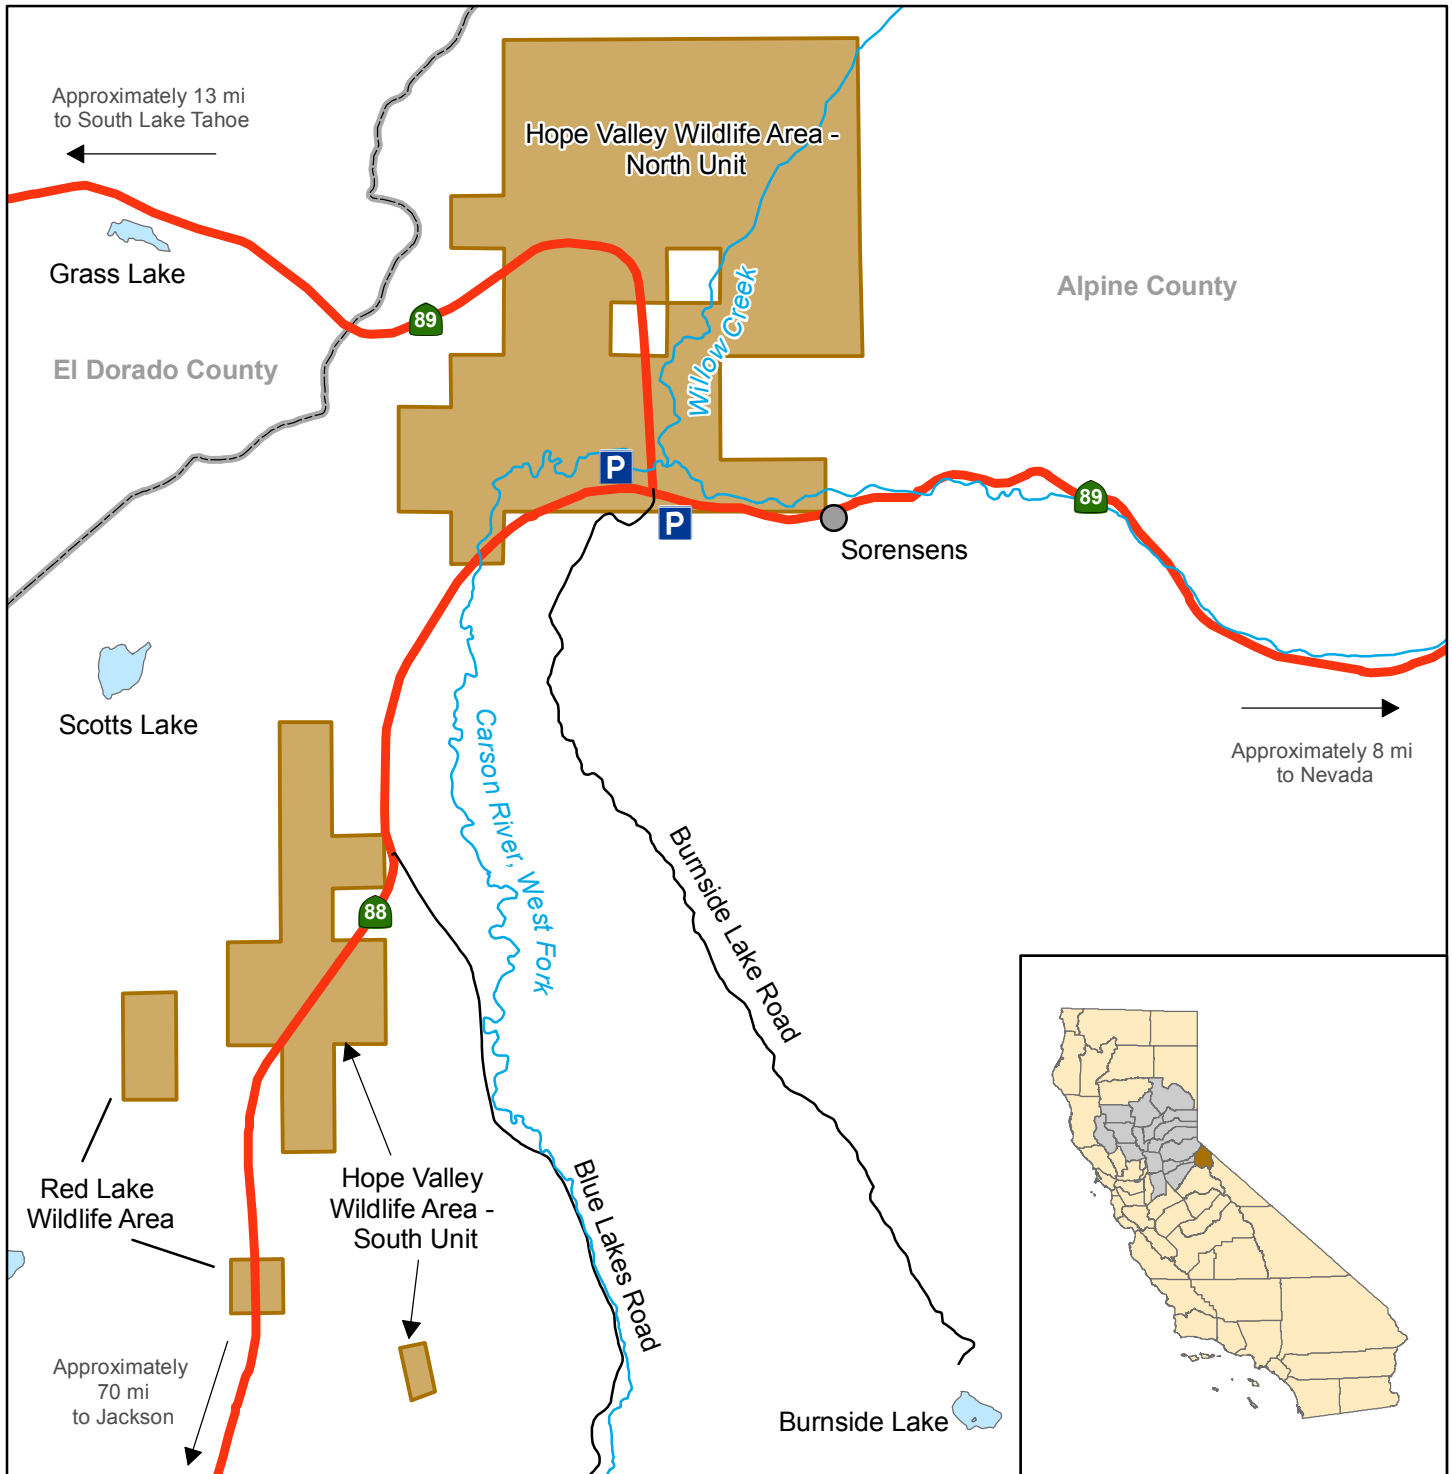 Approximately 13 mi
to South Lake Tahoe
Hope Valley Wildlife Area -
North Unit
Grass Lake
Alpine County
89
El Dorado County
Willow Creek
P
P
89
Sorensens
Scotts Lake
Carson River, West Fork
Approximately 8 mi
to Nevada
Burnside Lake Road
88
Red Lake
Wildlife Area
Hope Valley
Wildlife Area -
South Unit
Blue Lakes Road
Approximately
70 mi
to Jackson
Burnside Lake